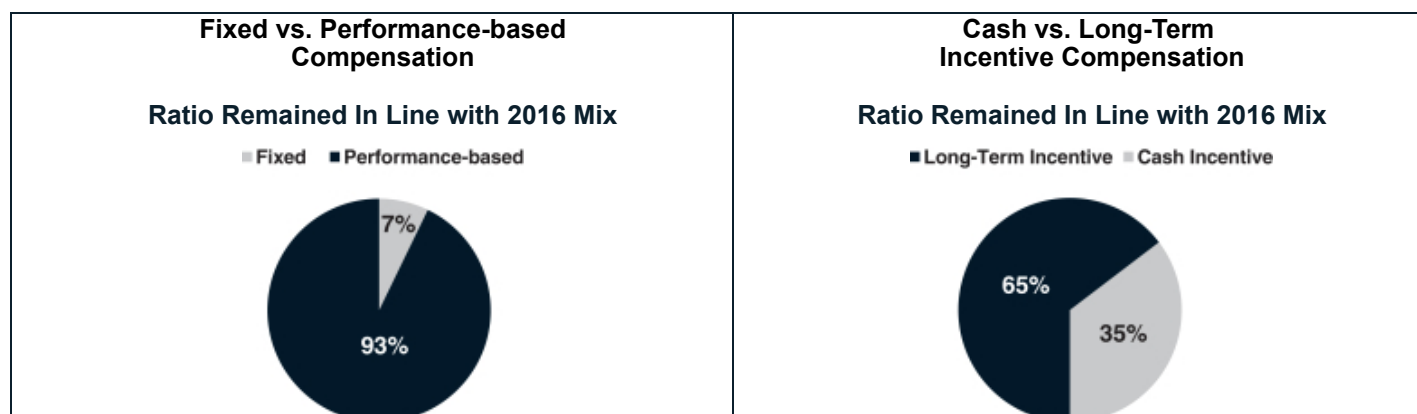 Fixed vs. Performance-based
Compensation
Ratio Remained In Line with 2016 Mix
Fixed Performance-based
7%
93%
Cash vs. Long-Term
Incentive Compensation
Ratio Remained In Line with 2016 Mix
Long-Term Incentive Cash Incentive
65%
35%